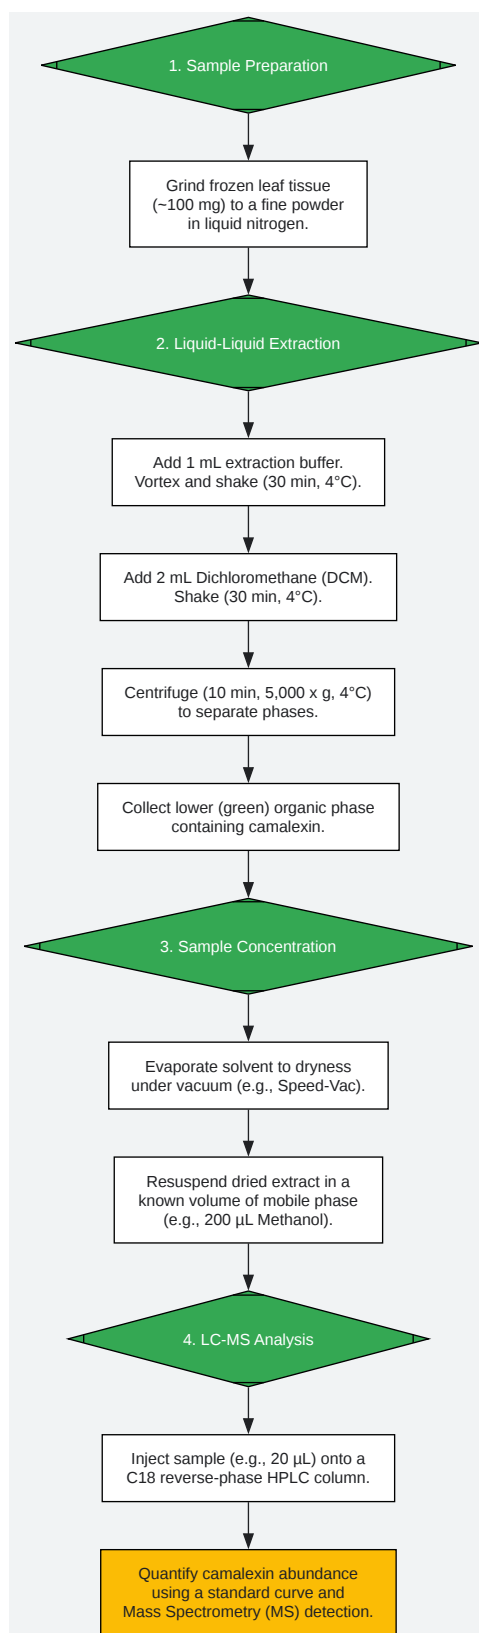 1. Sample Preparation
Grind frozen leaf tissue
(~100 mg) to a fine powder
in liquid nitrogen.
2. Liquid-Liquid Extraction
Add 1 mL extraction buffer.
Vortex and shake (30 min, 4°C).
Add 2 mL Dichloromethane (DCM).
Shake (30 min, 4°C).
Centrifuge (10 min, 5,000 x g, 4°C)
to separate phases.
Collect lower (green) organic phase
containing camalexin.
3. Sample Concentration
Evaporate solvent to dryness
under vacuum (e.g., Speed-Vac).
Resuspend dried extract in a
known volume of mobile phase
(e.g., 200 µL Methanol).
4. LC-MS Analysis
Inject sample (e.g., 20 µL) onto a
C18 reverse-phase HPLC column.
Quantify camalexin abundance
using a standard curve and
Mass Spectrometry (MS) detection.